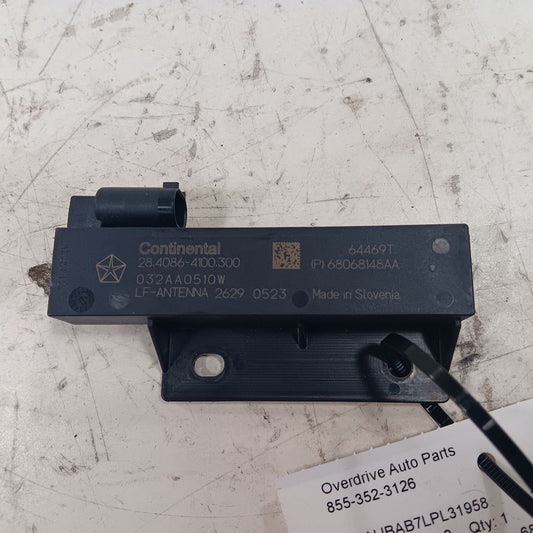 Continental
28.4086-4100.300
032AA0510W
LF-ANTENNA 2629 0523
64469T
(P) 68068148AA
Made in Slovenia
Overdrive Auto Parts
855-352-3126
Qty: 1